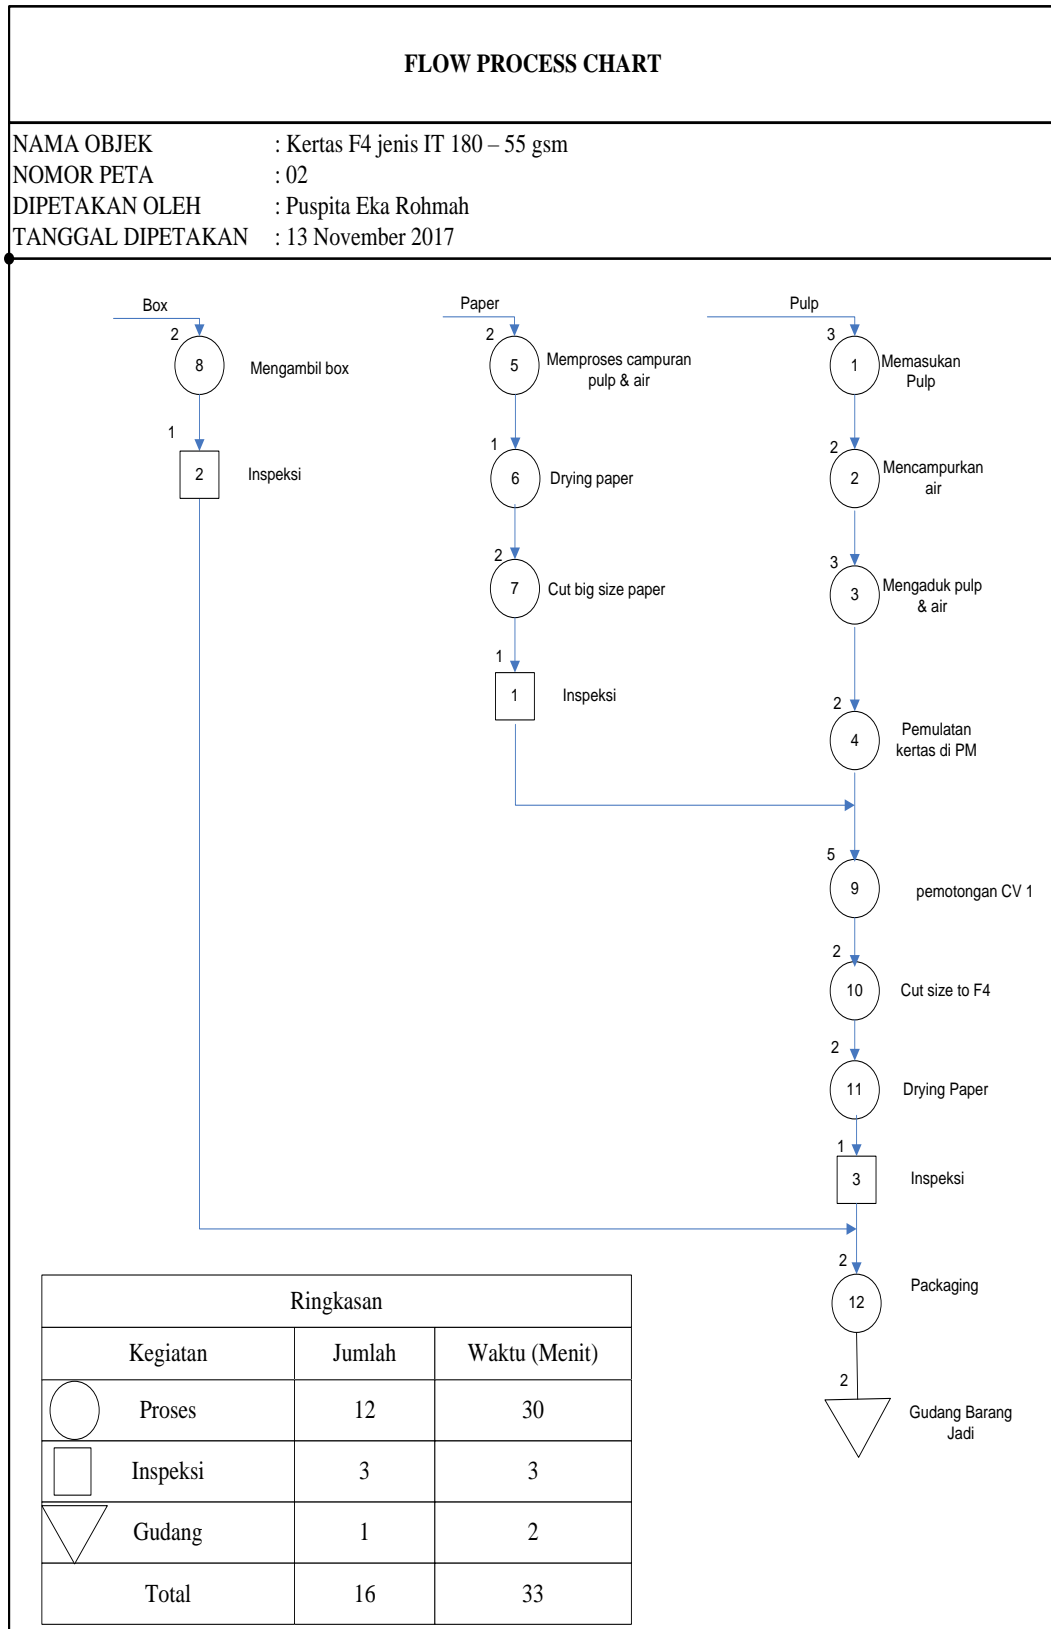 FLOW PROCESS CHART
NAMA OBJEK : Kertas F4 jenis IT 180 – 55 gsm
NOMOR PETA : 02
DIPETAKAN OLEH : Puspita Eka Rohmah
TANGGAL DIPETAKAN : 13 November 2017
Box
2
8
Mengambil box
1
2
Inspeksi
Paper
2
5
Memproses campuran
pulp & air
1
6
Drying paper
2
7
Cut big size paper
1
1
Inspeksi
Pulp
3
1
Memasukan
Pulp
2
2
Mencampurkan
air
3
3
Mengaduk pulp
& air
2
4
Pemulatan
kertas di PM
5
9
pemotongan CV 1
2
10
Cut size to F4
2
11
Drying Paper
1
3
Inspeksi
2
12
Packaging
2
Gudang Barang
Jadi
Ringkasan
Kegiatan Jumlah Waktu (Menit)
Proses 12 30
Inspeksi 3 3
Gudang 1 2
Total 16 33